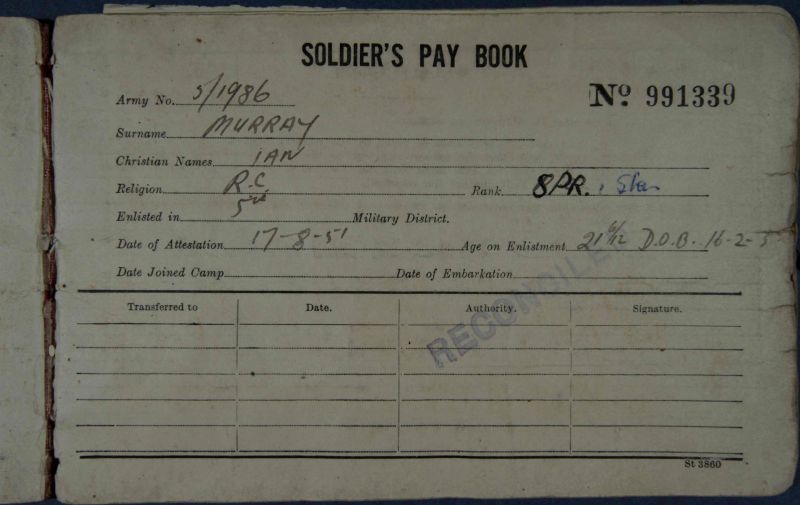 SOLDIER'S PAY BOOK
No 991339
Army No. 5/1986
Surname MURRAY
Christian Names IAN
Religion R.C. Rank SPR.
Enlisted in 5th Military District.
Date of Attestation 17-8-51 Age on Enlistment 21 6/12 D.O.B. 16-2-
Date Joined Camp Date of Embarkation
Transferred to Date. Authority. Signature.
RECONCILED
St 3860